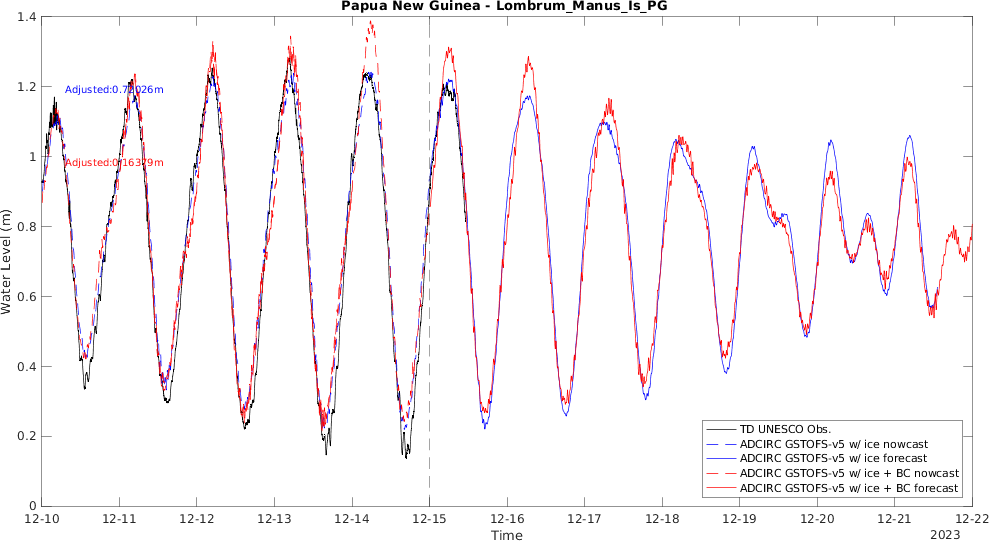 Papua New Guinea - Lombrum_Manus_Is_PG
1.4
1.2
1
0.8
0.6
0.4
0.2
0
Water Level (m)
Adjusted:0.72026m
Adjusted:0.16379m
TD UNESCO Obs.
ADCIRC GSTOFS-v5 w/ ice nowcast
ADCIRC GSTOFS-v5 w/ ice forecast
ADCIRC GSTOFS-v5 w/ ice + BC nowcast
ADCIRC GSTOFS-v5 w/ ice + BC forecast
12-10 12-11 12-12 12-13 12-14 12-15 12-16 12-17 12-18 12-19 12-20 12-21 12-22
Time
2023